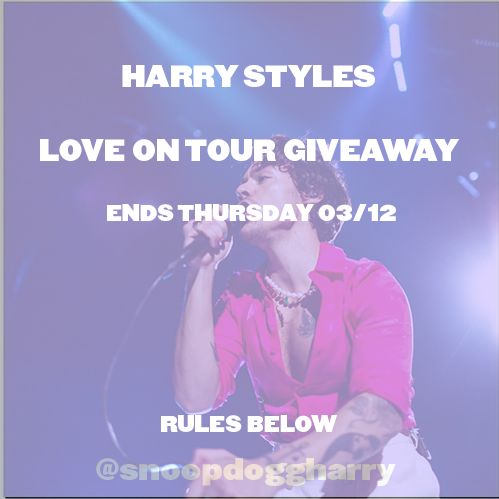 HARRY STYLES
LOVE ON TOUR GIVEAWAY
ENDS THURSDAY 03/12
RULES BELOW
@snoopdoggharry